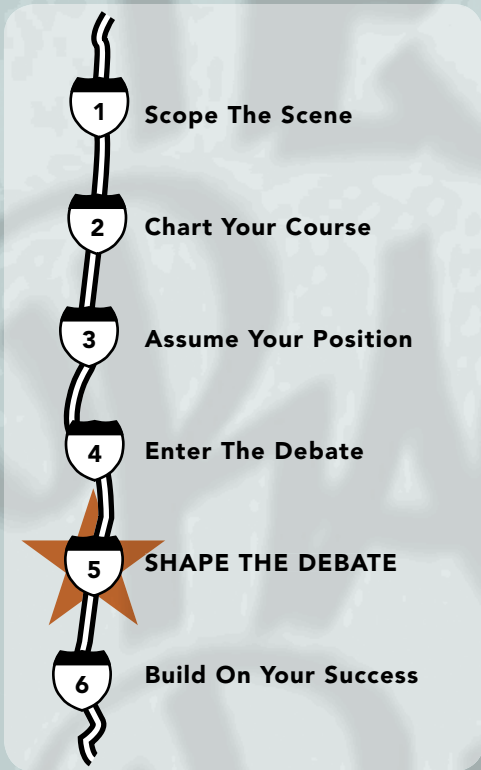 1 Scope The Scene
2 Chart Your Course
3 Assume Your Position
4 Enter The Debate
5 SHAPE THE DEBATE
6 Build On Your Success